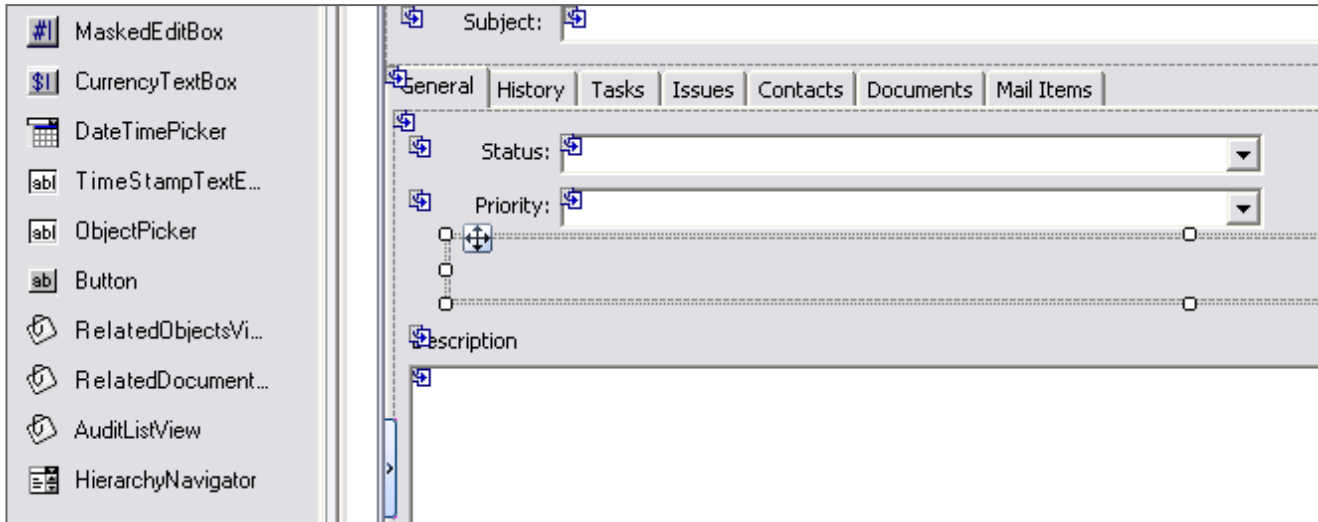 MaskedEditBox
CurrencyTextBox
DateTimePicker
TimeStampTextE...
ObjectPicker
Button
RelatedObjectsVi...
RelatedDocument...
AuditListView
HierarchyNavigator
Subject:
General History Tasks Issues Contacts Documents Mail Items
Status:
Priority:
Description